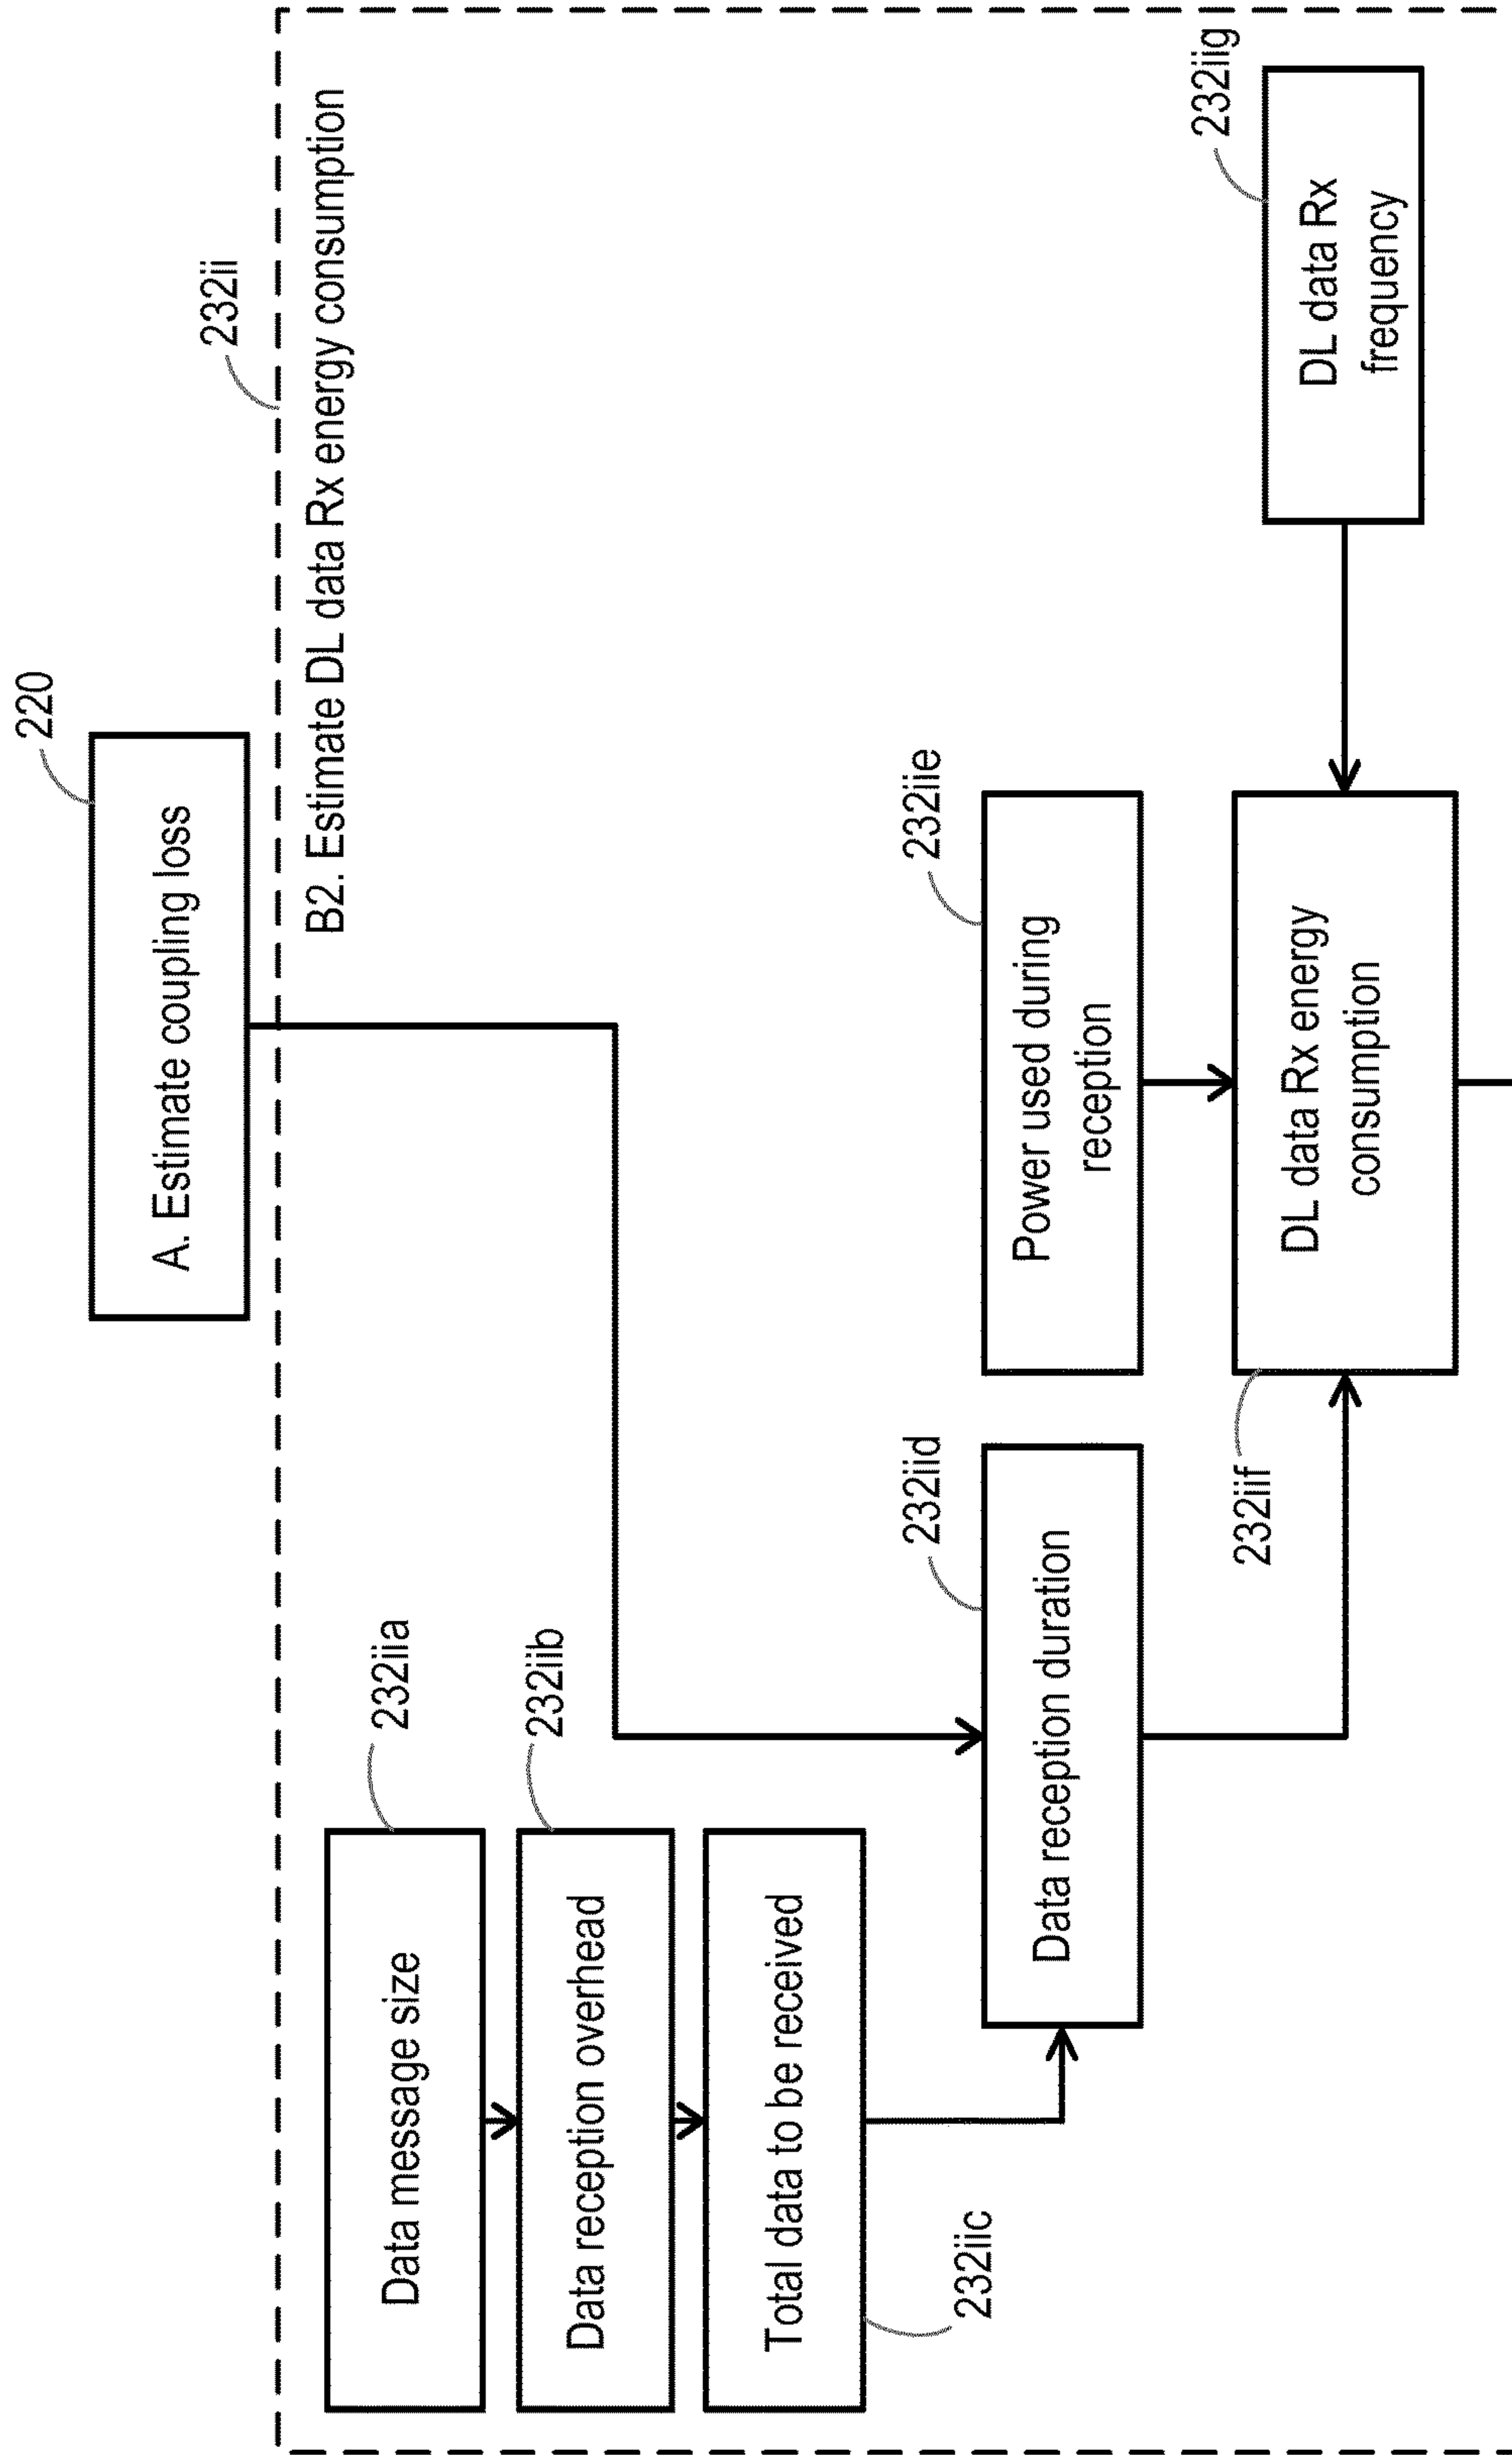 220
A. Estimate coupling loss
232ii
B2. Estimate DL data Rx energy consumption
Data message size
232iia
Data reception overhead
232iib
Total data to be received
232iic
Data reception duration
232iid
Power used during
reception
232iie
DL data Rx energy
consumption
232iif
DL data Rx
frequency
232iig